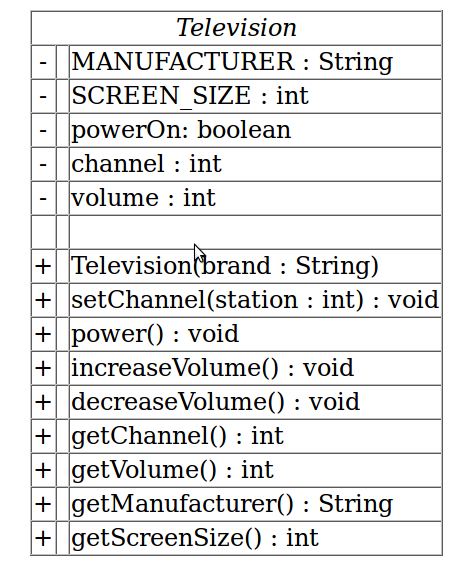 Television
- MANUFACTURER : String
- SCREEN_SIZE : int
- powerOn: boolean
- channel : int
- volume : int
+ Television(brand : String)
+ setChannel(station : int) : void
+ power() : void
+ increaseVolume() : void
+ decreaseVolume() : void
+ getChannel() : int
+ getVolume() : int
+ getManufacturer() : String
+ getScreenSize() : int